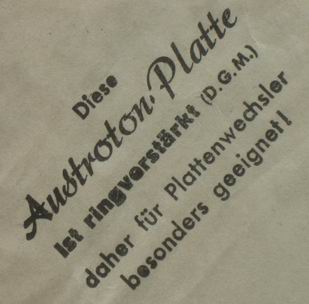 Diese
Austroton-Platte
ist ringverstärkt (D.G.M.)
daher für Plattenwechsler
besonders geeignet!